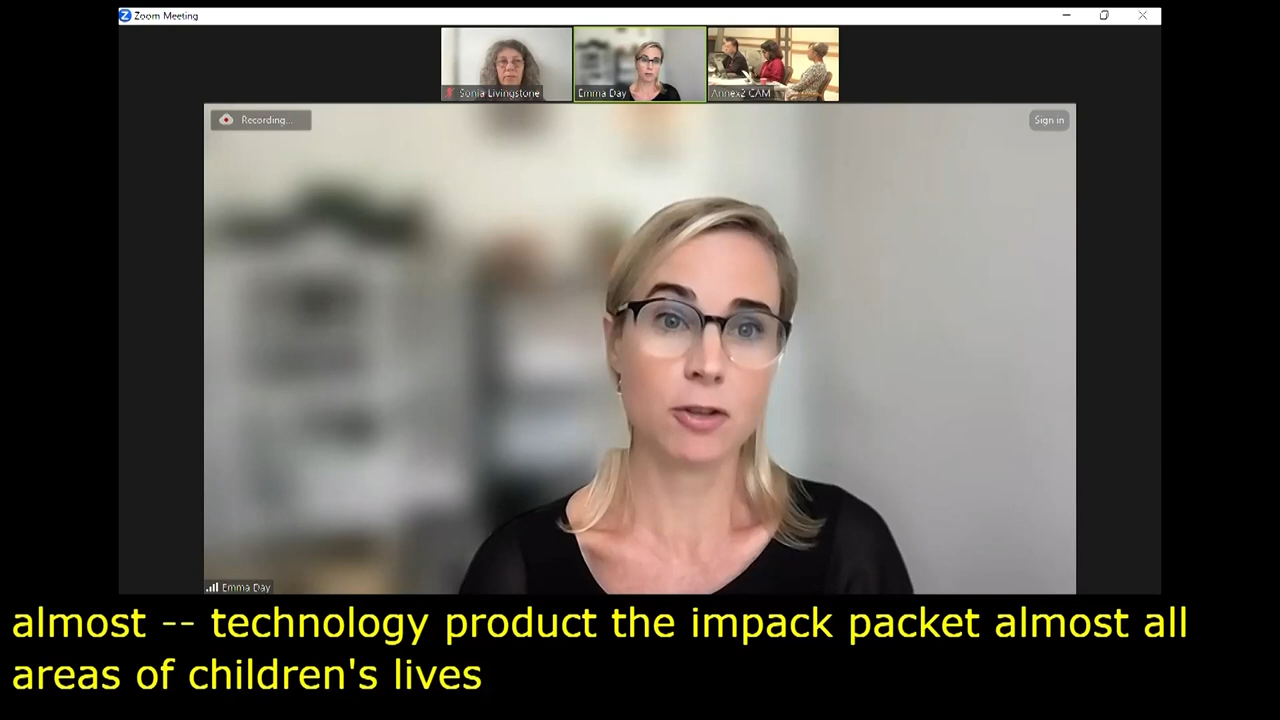 Zoom Meeting
Sonia Livingstone
Emma Day
Annex2 CAM
Recording...
Sign in
Emma Day
almost -- technology product the impack packet almost all
areas of children's lives